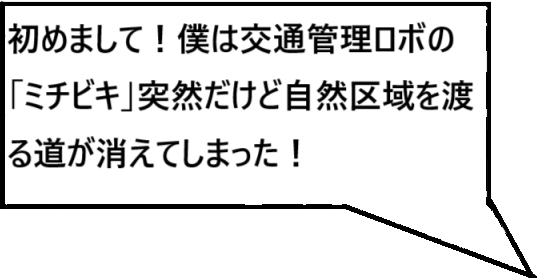 初めまして！僕は交通管理ロボの
「ミチビキ」突然だけど自然区域を渡
る道が消えてしまった！